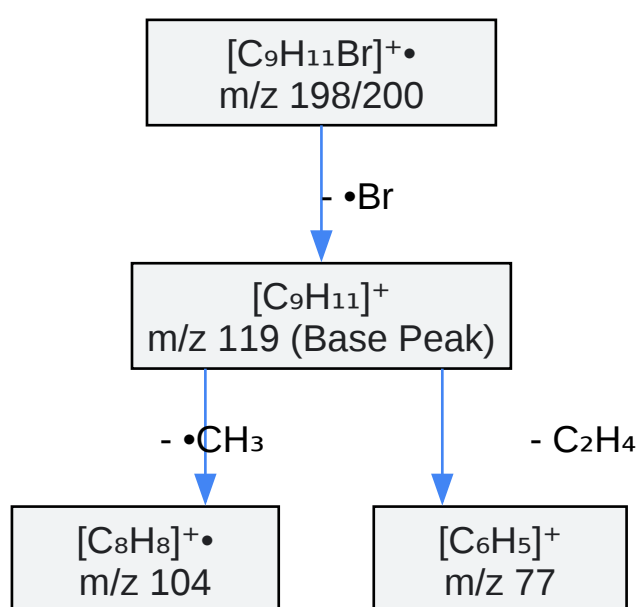 [C₉H₁₁Br]⁺•
m/z 198/200
- •Br
[C₉H₁₁]⁺
m/z 119 (Base Peak)
- •CH₃
- C₂H₄
[C₈H₈]⁺•
m/z 104
[C₆H₅]⁺
m/z 77